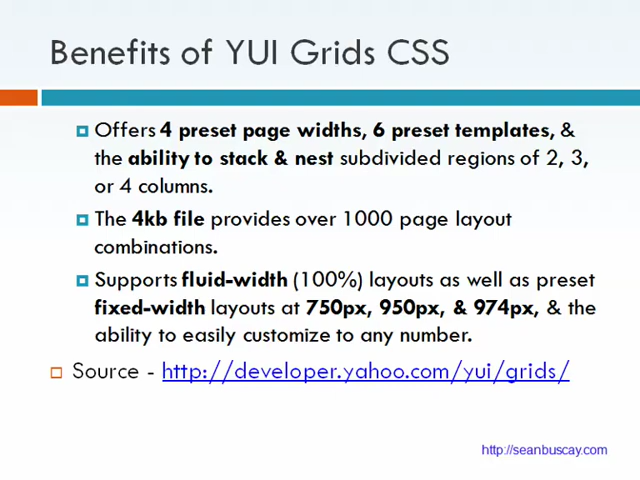 Benefits of YUI Grids CSS
Offers 4 preset page widths, 6 preset templates, &
the ability to stack & nest subdivided regions of 2, 3,
or 4 columns.
The 4kb file provides over 1000 page layout
combinations.
Supports fluid-width (100%) layouts as well as preset
fixed-width layouts at 750px, 950px, & 974px, & the
ability to easily customize to any number.
Source - http://developer.yahoo.com/yui/grids/
http://seanbuscay.com